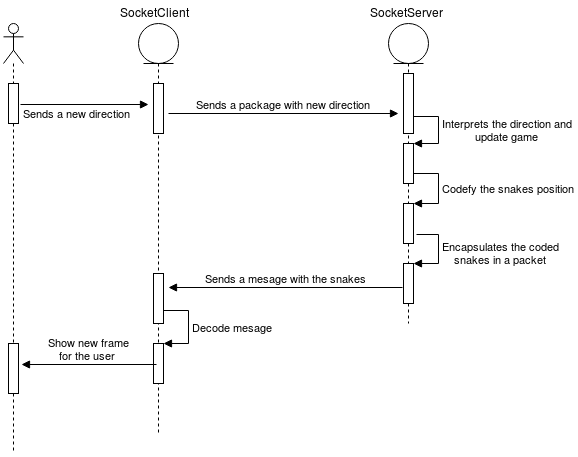 SocketClient
SocketServer
Sends a new direction
Sends a package with new direction
Interprets the direction and
update game
Codefy the snakes position
Encapsulates the coded
snakes in a packet
Sends a mesage with the snakes
Decode mesage
Show new frame
for the user